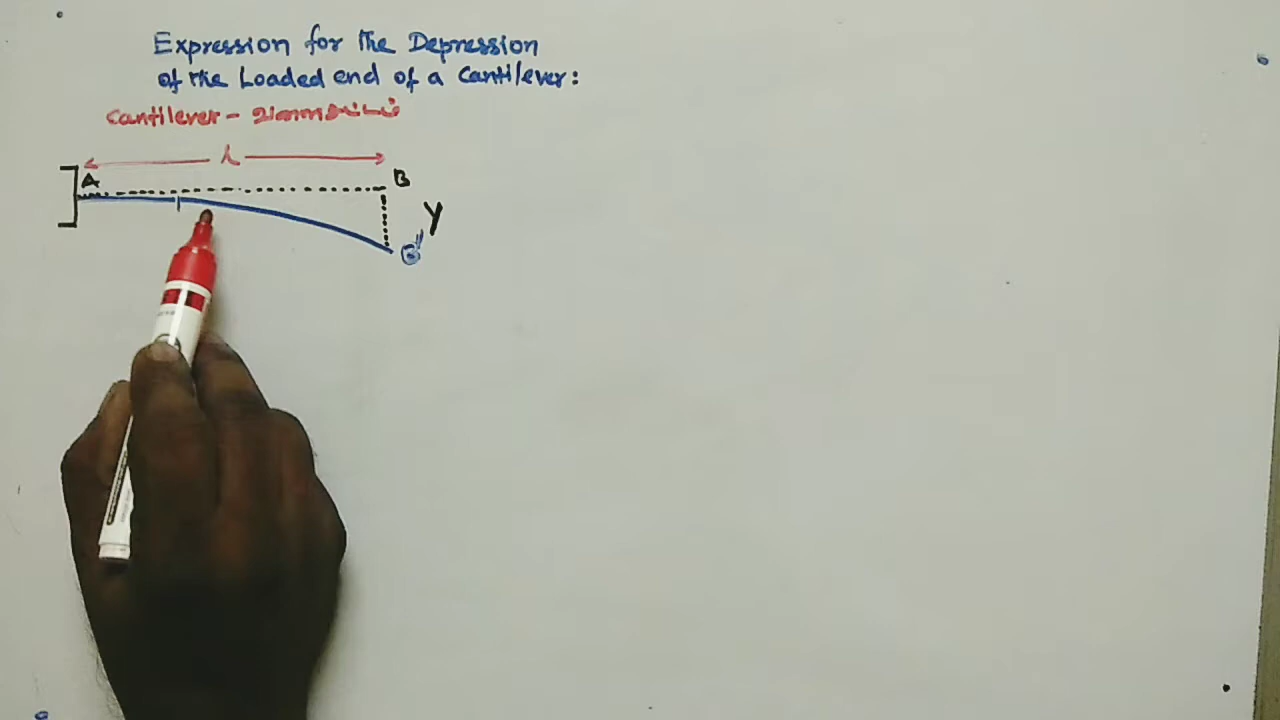 Expression for the Depression
of the Loaded end of a Cantilever:
Cantilever -
l
A
B
y
B'